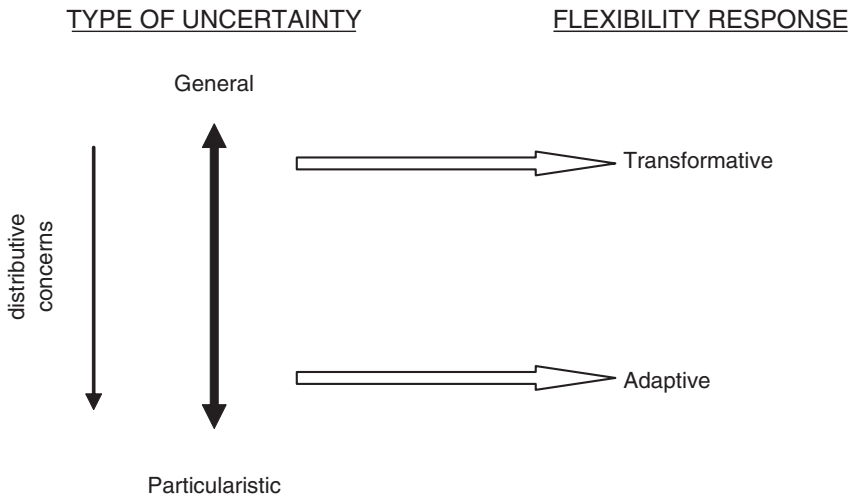 TYPE OF UNCERTAINTY
FLEXIBILITY RESPONSE
General
Transformative
distributive
concerns
Adaptive
Particularistic